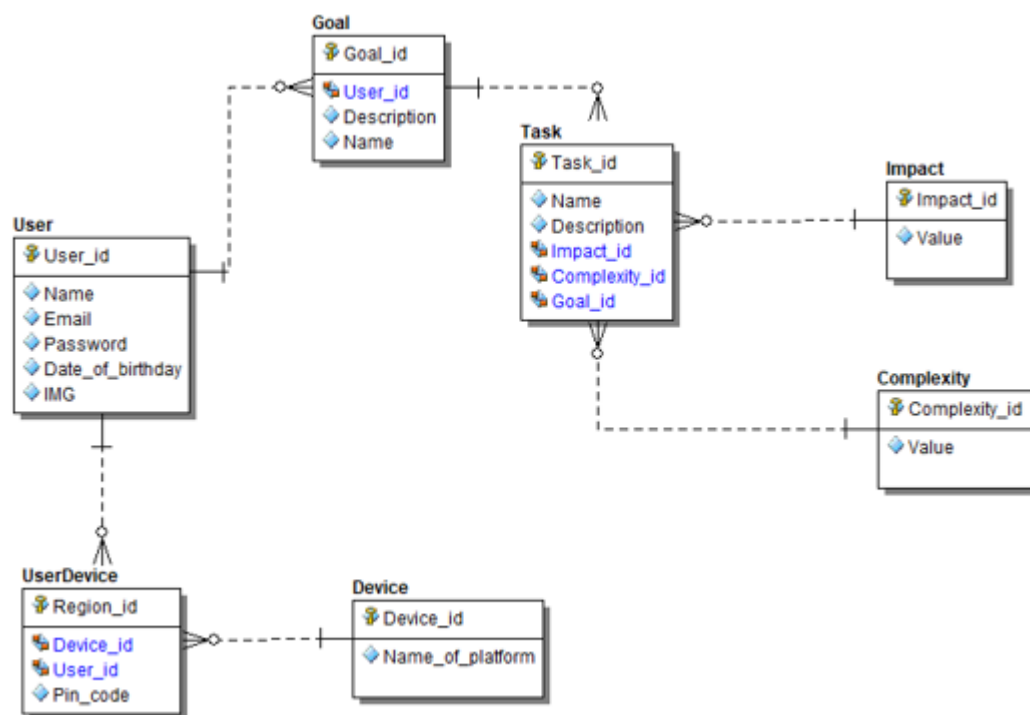 Goal
Goal_id
User_id
Description
Name
Task
Task_id
Name
Description
Impact_id
Complexity_id
Goal_id
Impact
Impact_id
Value
User
User_id
Name
Email
Password
Date_of_birthday
IMG
Complexity
Complexity_id
Value
UserDevice
Region_id
Device_id
User_id
Pin_code
Device
Device_id
Name_of_platform